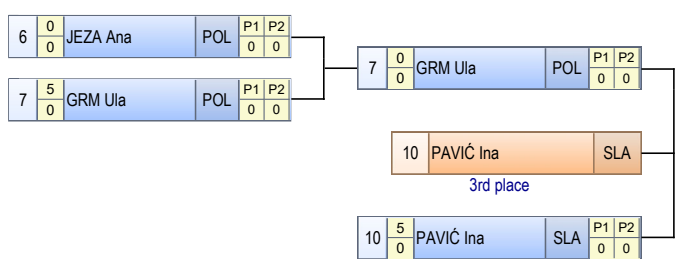 6 0 0 JEZA Ana POL P1 P2 0 0
7 5 0 GRM Ula POL P1 P2 0 0
7 0 0 GRM Ula POL P1 P2 0 0
10 PAVIĆ Ina SLA
3rd place
10 5 0 PAVIĆ Ina SLA P1 P2 0 0